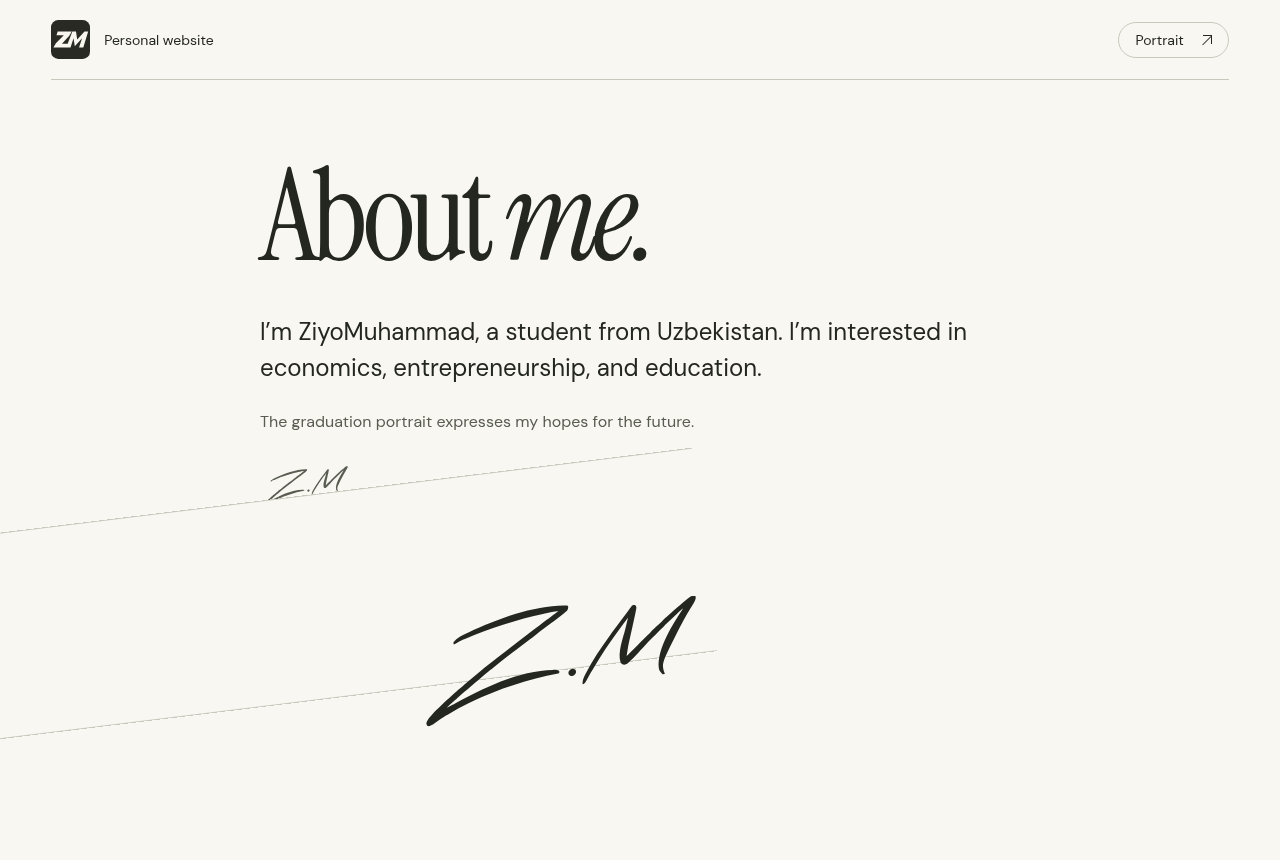 ZM
Personal website
Portrait
About me.
I’m ZiyoMuhammad, a student from Uzbekistan. I’m interested in
economics, entrepreneurship, and education.
The graduation portrait expresses my hopes for the future.
Z.M
Z.M